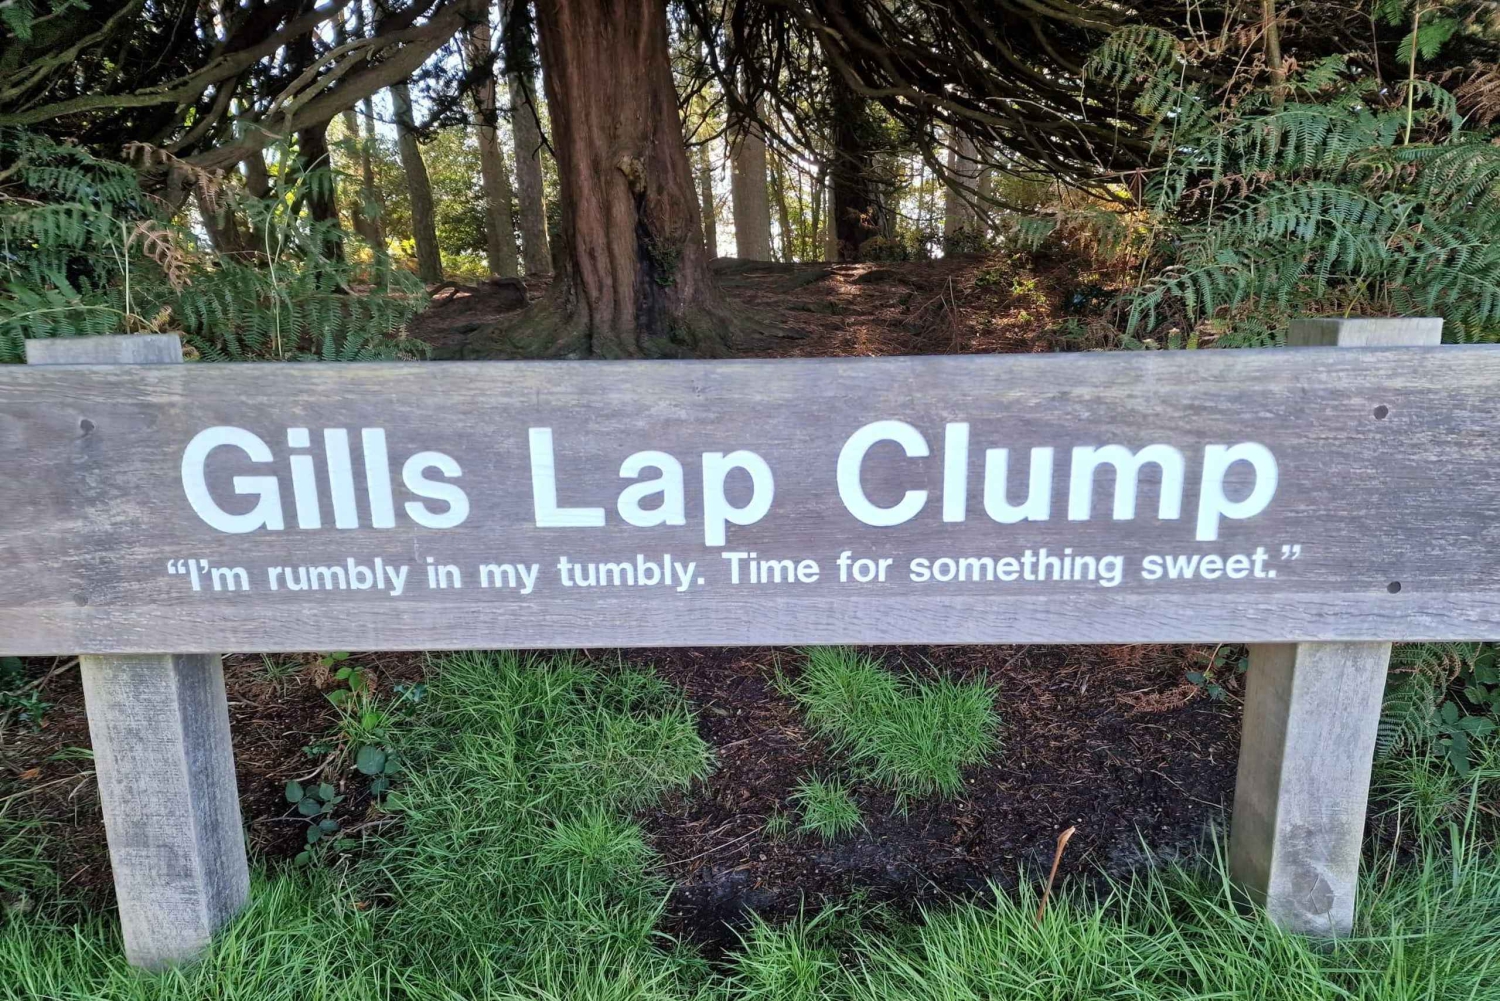 Gills Lap Clump
“I’m rumbly in my tumbly. Time for something sweet.”